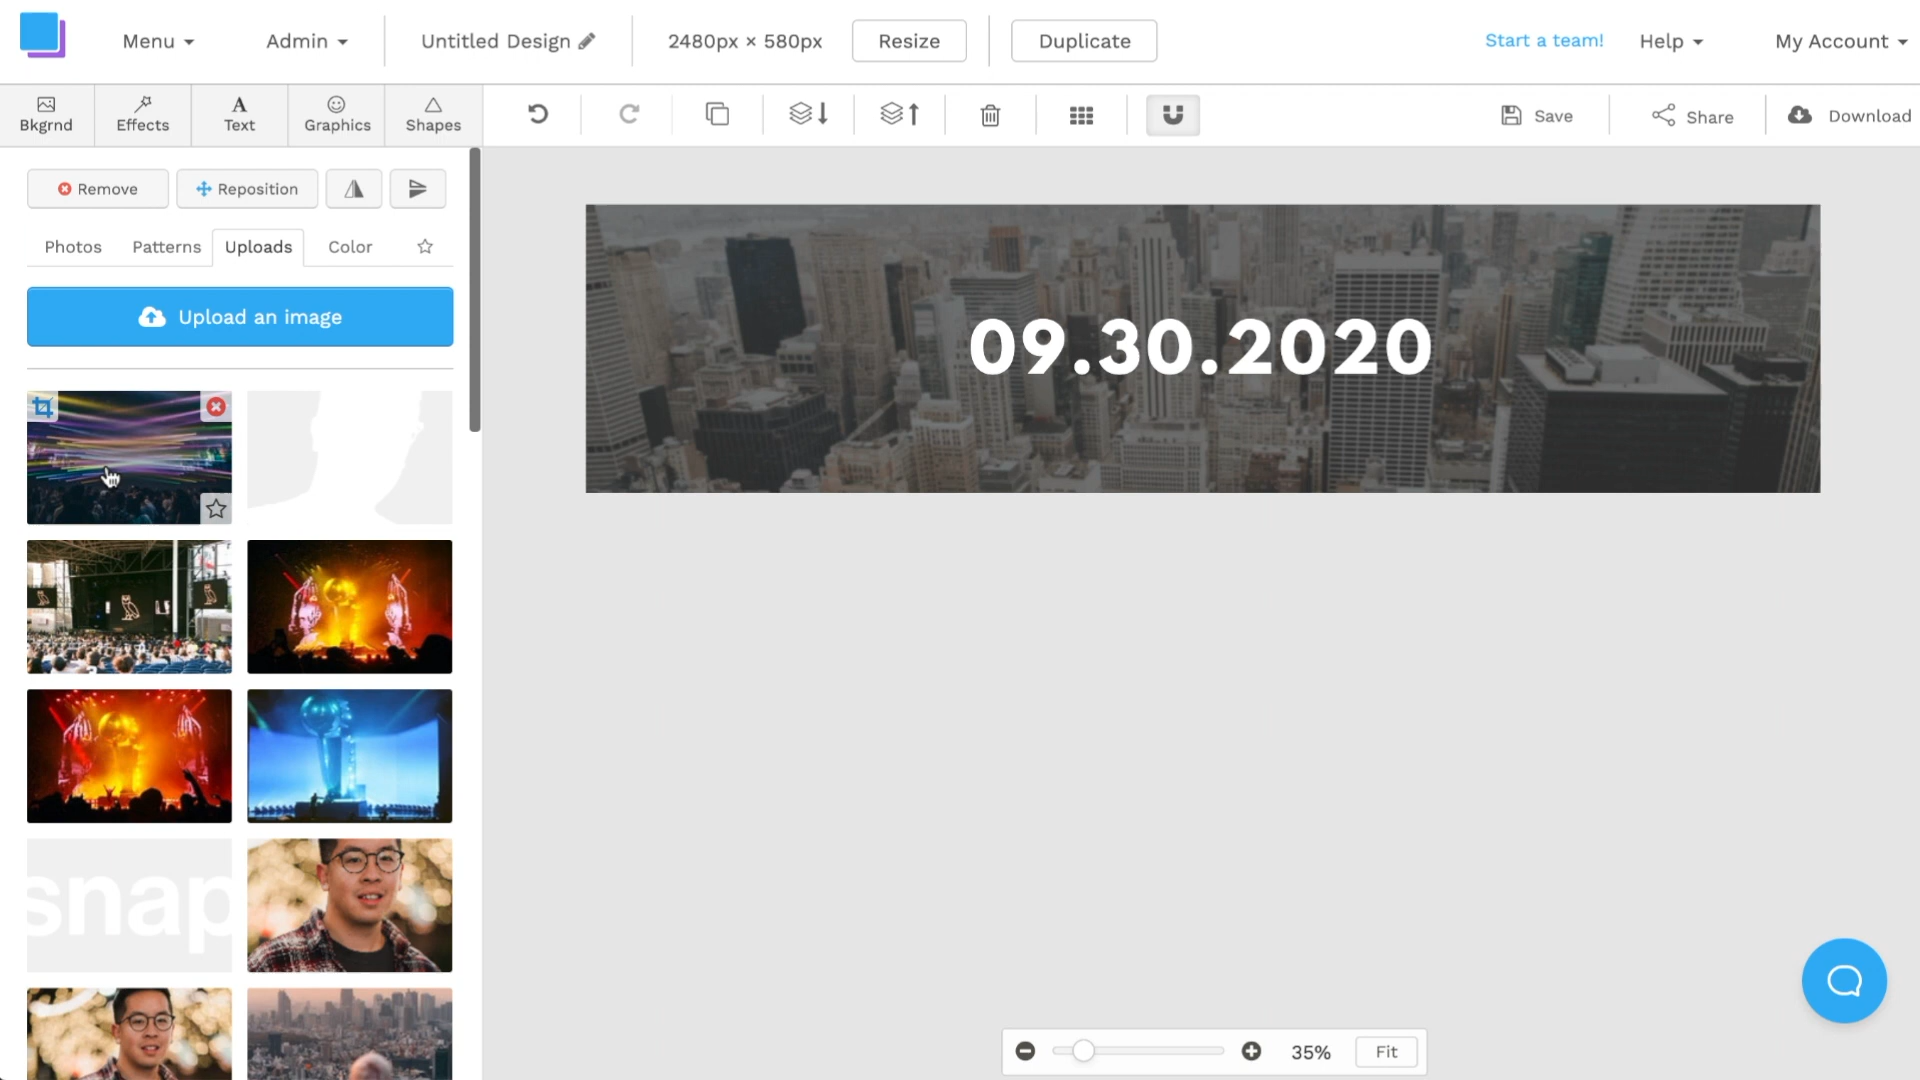 Menu
Admin
Untitled Design
2480px × 580px
Resize
Duplicate
Start a team!
Help
My Account
Bkgrnd
Effects
A
Text
Graphics
Shapes
Save
Share
Download
Remove
Reposition
Photos
Patterns
Uploads
Color
Upload an image
09.30.2020
snap
35%
Fit